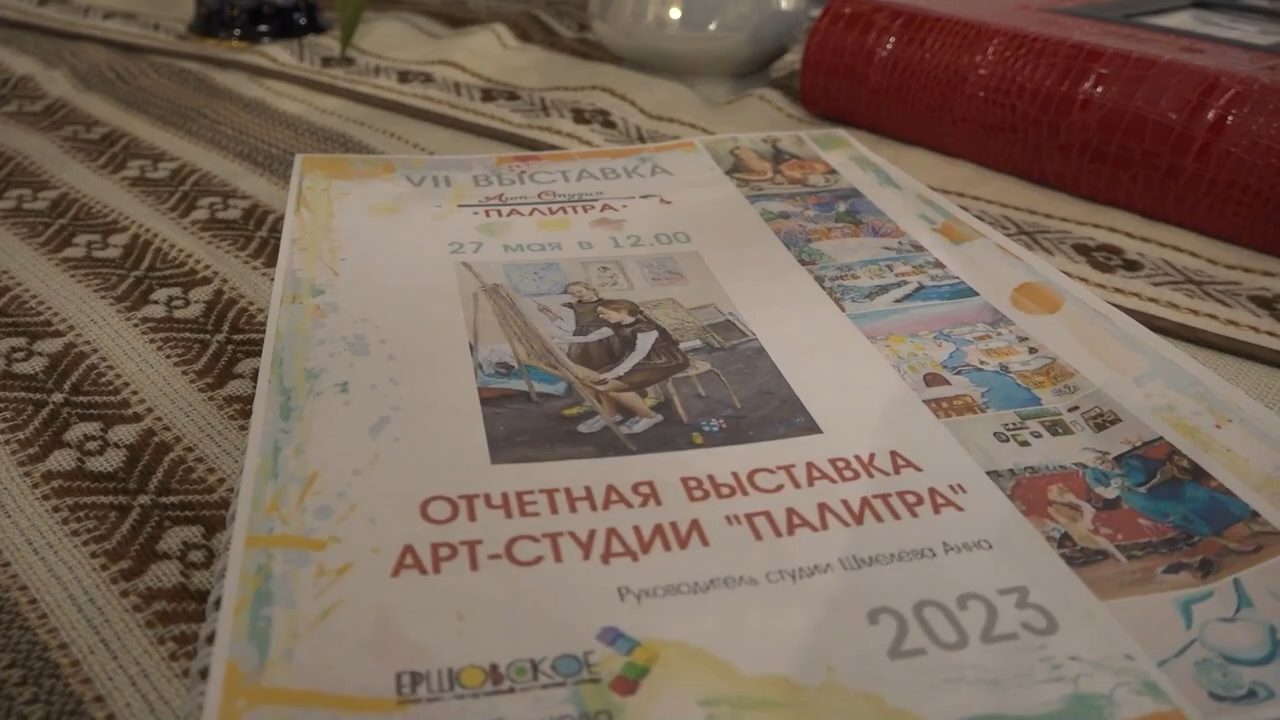 VII ВЫСТАВКА
Арт-Студия
·ПАЛИТРА·
27 мая в 12.00
ОТЧЕТНАЯ ВЫСТАВКА
АРТ-СТУДИИ "ПАЛИТРА"
Руководитель студии Шмелева Анна
2023
ЕРШОВСКОЕ